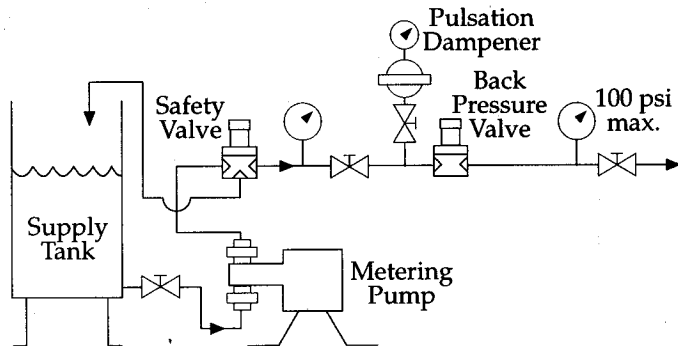 Pulsation
Dampener
Safety
Valve
Back
Pressure
Valve
100 psi
max.
Supply
Tank
Metering
Pump